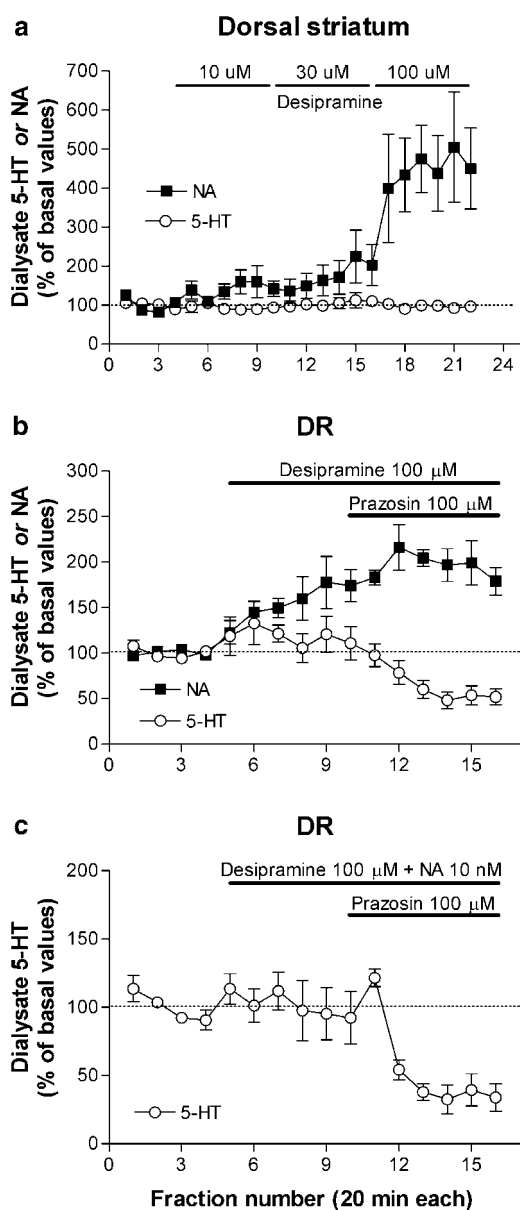 a
Dorsal striatum
10 uM 30 uM 100 uM
Desipramine
NA
5-HT
Dialysate 5-HT or NA
(% of basal values)
700
600
500
400
300
200
100
0
0 3 6 9 12 15 18 21 24
b
DR
Desipramine 100 μM
Prazosin 100 μM
NA
5-HT
Dialysate 5-HT or NA
(% of basal values)
300
250
200
150
100
50
0
0 3 6 9 12 15
c
DR
Desipramine 100 μM + NA 10 nM
Prazosin 100 μM
5-HT
Dialysate 5-HT
(% of basal values)
200
150
100
50
0
0 3 6 9 12 15
Fraction number (20 min each)